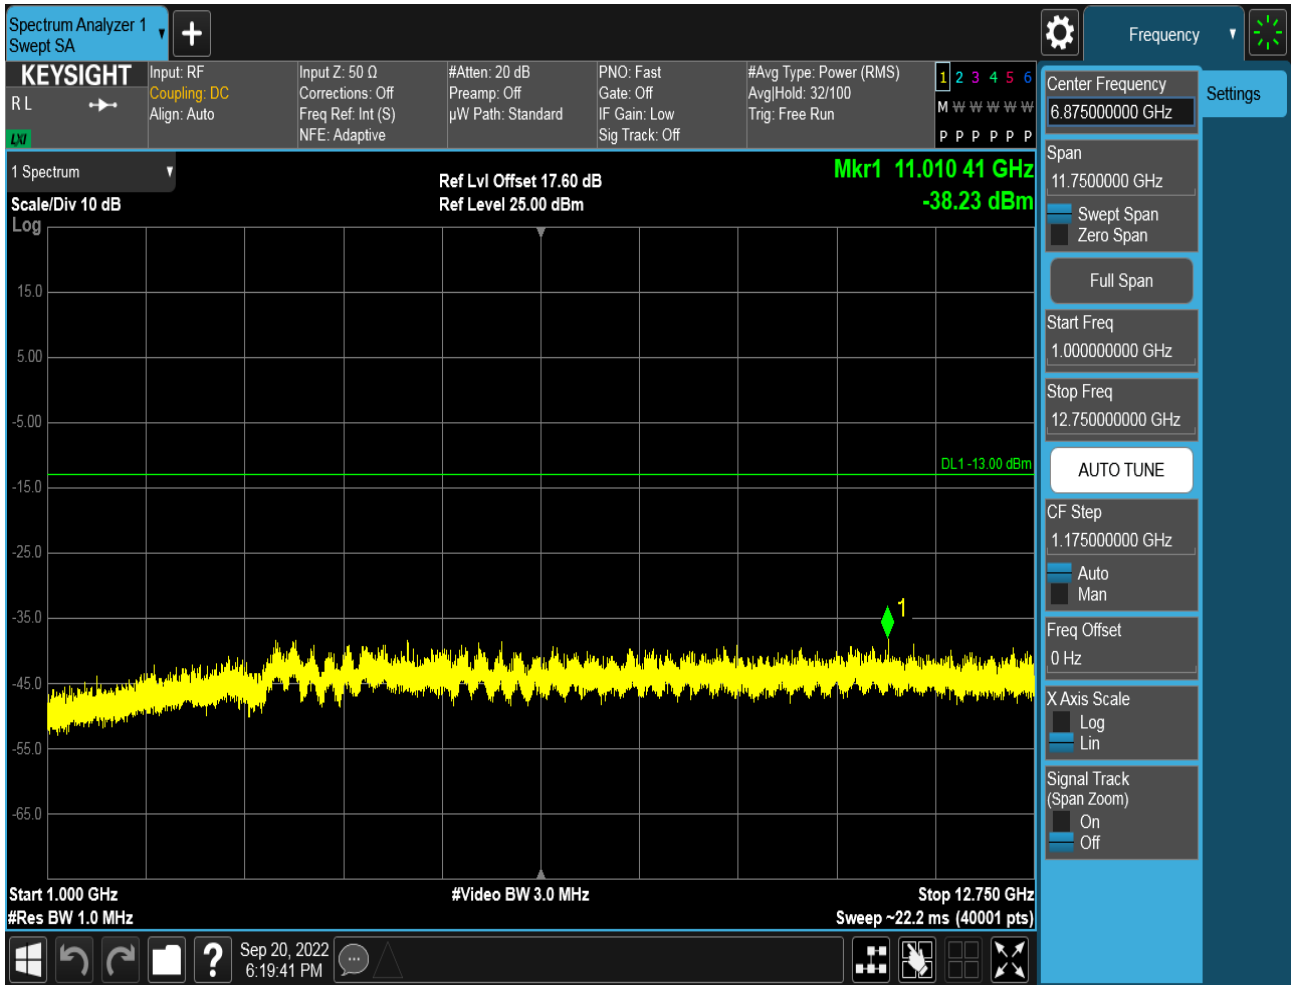 Spectrum Analyzer 1
Swept SA
Frequency
KEYSIGHT
R L
LXI
Input: RF
Coupling: DC
Align: Auto
Input Z: 50 Ω
Corrections: Off
Freq Ref: Int (S)
NFE: Adaptive
#Atten: 20 dB
Preamp: Off
µW Path: Standard
PNO: Fast
Gate: Off
IF Gain: Low
Sig Track: Off
#Avg Type: Power (RMS)
Avg|Hold: 32/100
Trig: Free Run
1 2 3 4 5 6
M W W W W W
P P P P P P
1 Spectrum
Scale/Div 10 dB
Log
Ref Lvl Offset 17.60 dB
Ref Level 25.00 dBm
Mkr1 11.010 41 GHz
-38.23 dBm
15.0
5.00
-5.00
-15.0
-25.0
-35.0
-45.0
-55.0
-65.0
DL1 -13.00 dBm
1
Start 1.000 GHz
#Res BW 1.0 MHz
#Video BW 3.0 MHz
Stop 12.750 GHz
Sweep ~22.2 ms (40001 pts)
Sep 20, 2022
6:19:41 PM
Center Frequency
6.875000000 GHz
Settings
Span
11.7500000 GHz
Swept Span
Zero Span
Full Span
Start Freq
1.000000000 GHz
Stop Freq
12.750000000 GHz
AUTO TUNE
CF Step
1.175000000 GHz
Auto
Man
Freq Offset
0 Hz
X Axis Scale
Log
Lin
Signal Track
(Span Zoom)
On
Off